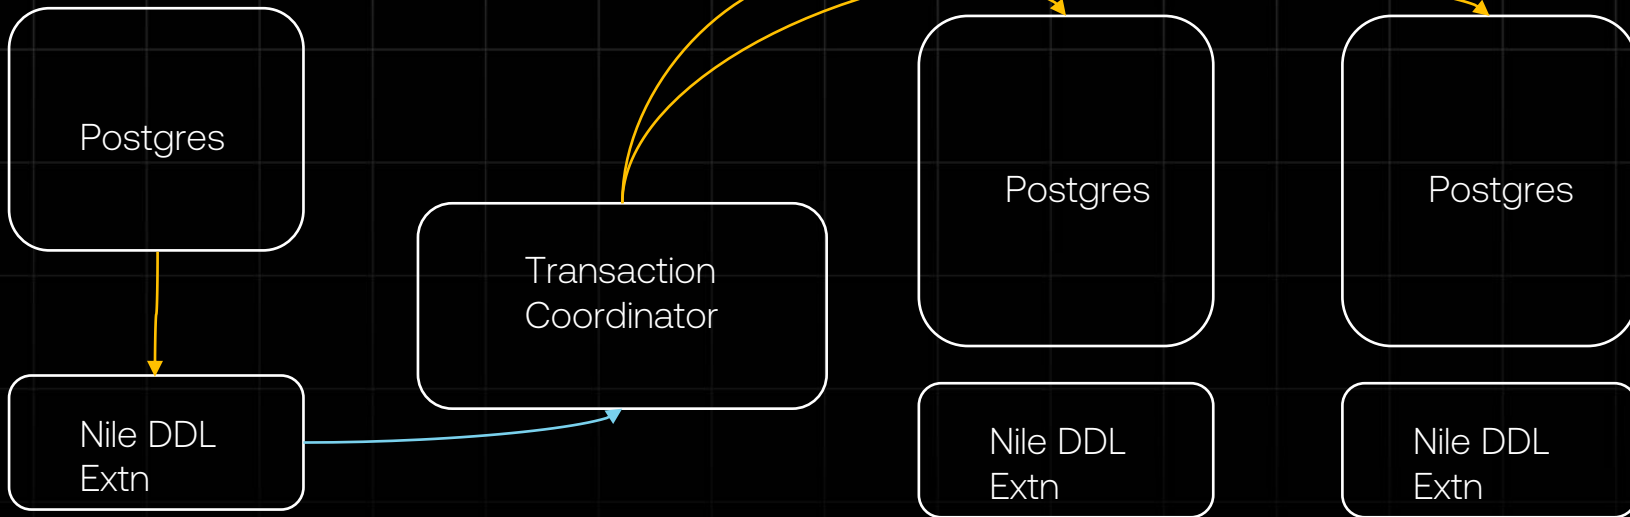 Postgres
Nile DDL
Extn
Transaction
Coordinator
Postgres
Nile DDL
Extn
Postgres
Nile DDL
Extn